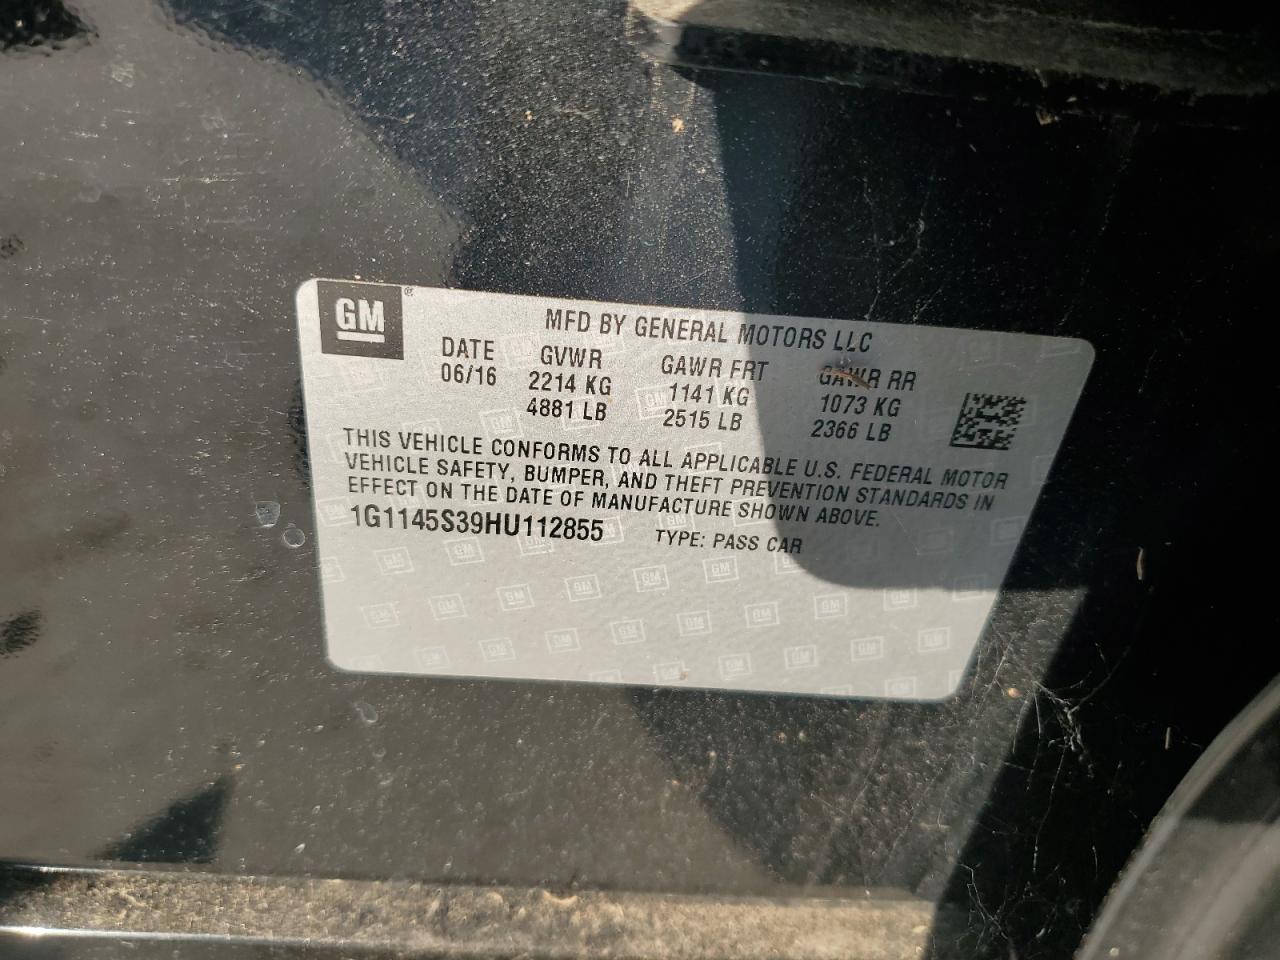 GM®
MFD BY GENERAL MOTORS LLC
DATE GVWR GAWR FRT GAWR RR
06/16 2214 KG 1141 KG 1073 KG
4881 LB 2515 LB 2366 LB
THIS VEHICLE CONFORMS TO ALL APPLICABLE U.S. FEDERAL MOTOR
VEHICLE SAFETY, BUMPER, AND THEFT PREVENTION STANDARDS IN
EFFECT ON THE DATE OF MANUFACTURE SHOWN ABOVE.
1G1145S39HU112855 TYPE: PASS CAR